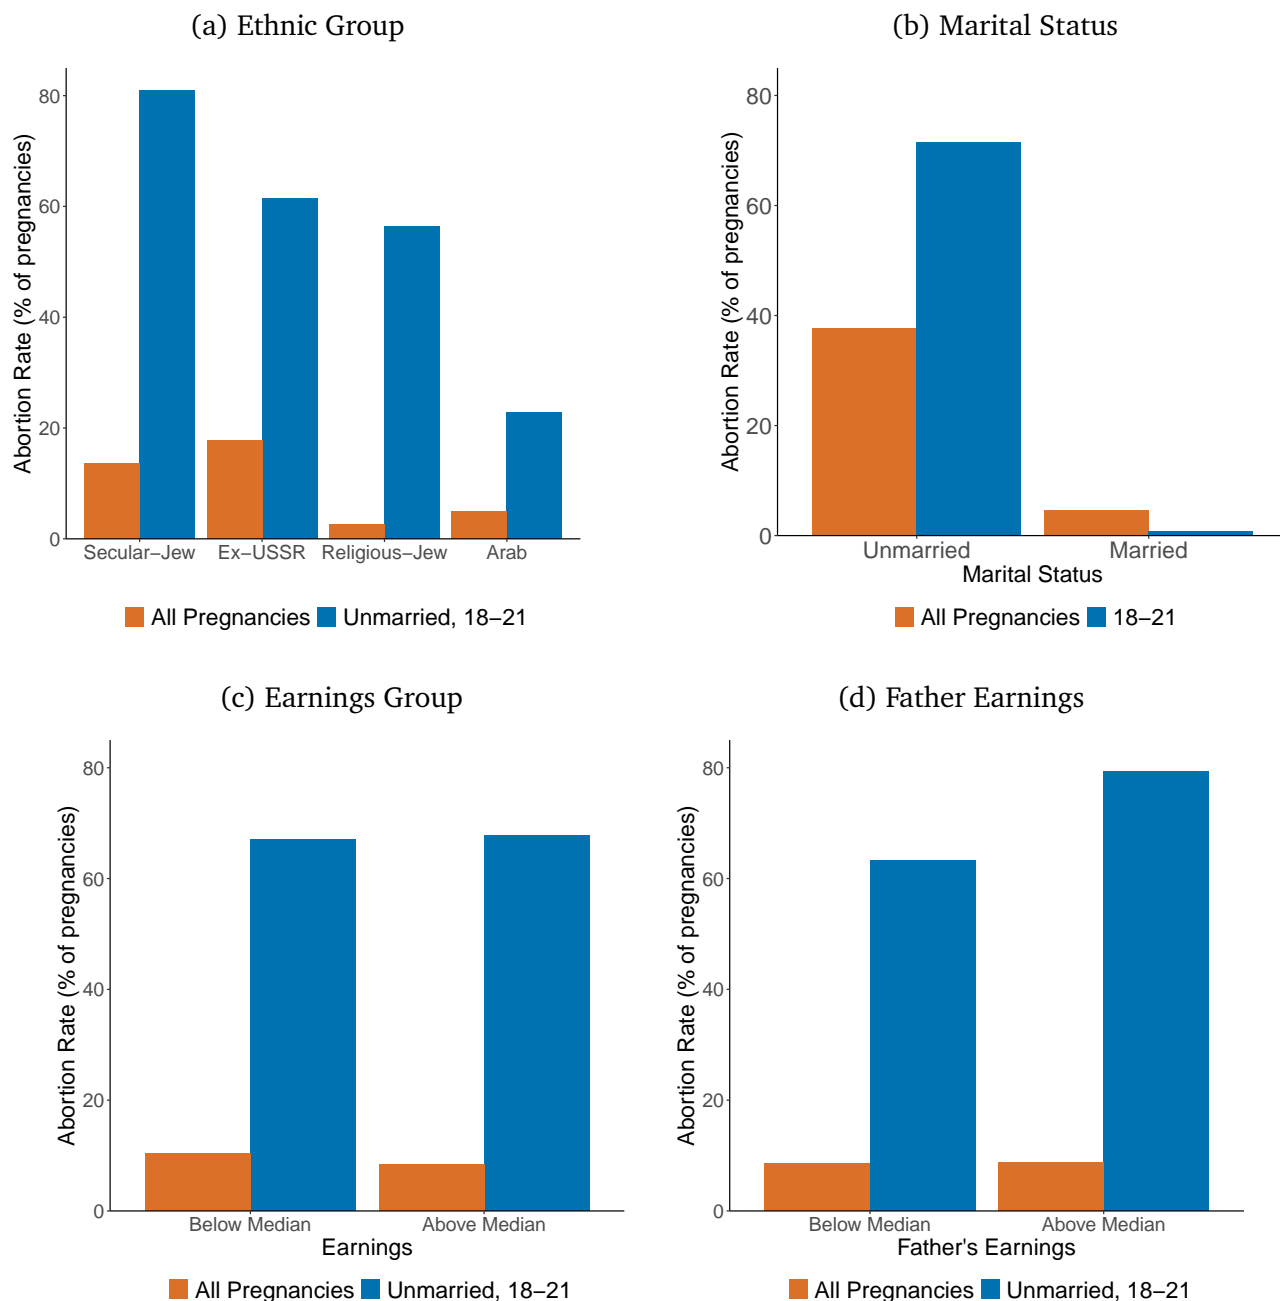 (a) Ethnic Group
Abortion Rate (% of pregnancies)
80
60
40
20
0
Secular–Jew Ex–USSR Religious–Jew Arab
All Pregnancies Unmarried, 18–21
(b) Marital Status
Abortion Rate (% of pregnancies)
80
60
40
20
0
Unmarried Married
Marital Status
All Pregnancies 18–21
(c) Earnings Group
Abortion Rate (% of pregnancies)
80
60
40
20
0
Below Median Above Median
Earnings
All Pregnancies Unmarried, 18–21
(d) Father Earnings
Abortion Rate (% of pregnancies)
80
60
40
20
0
Below Median Above Median
Father's Earnings
All Pregnancies Unmarried, 18–21